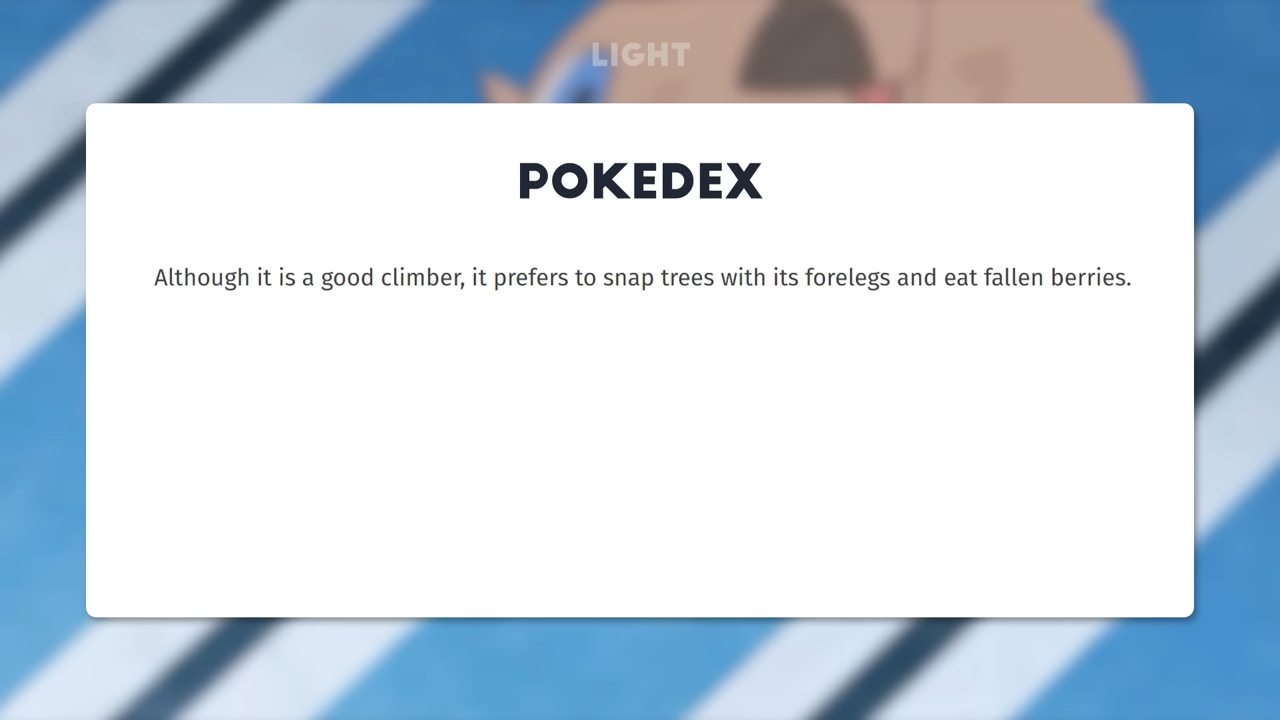 LIGHT
POKEDEX
Although it is a good climber, it prefers to snap trees with its forelegs and eat fallen berries.